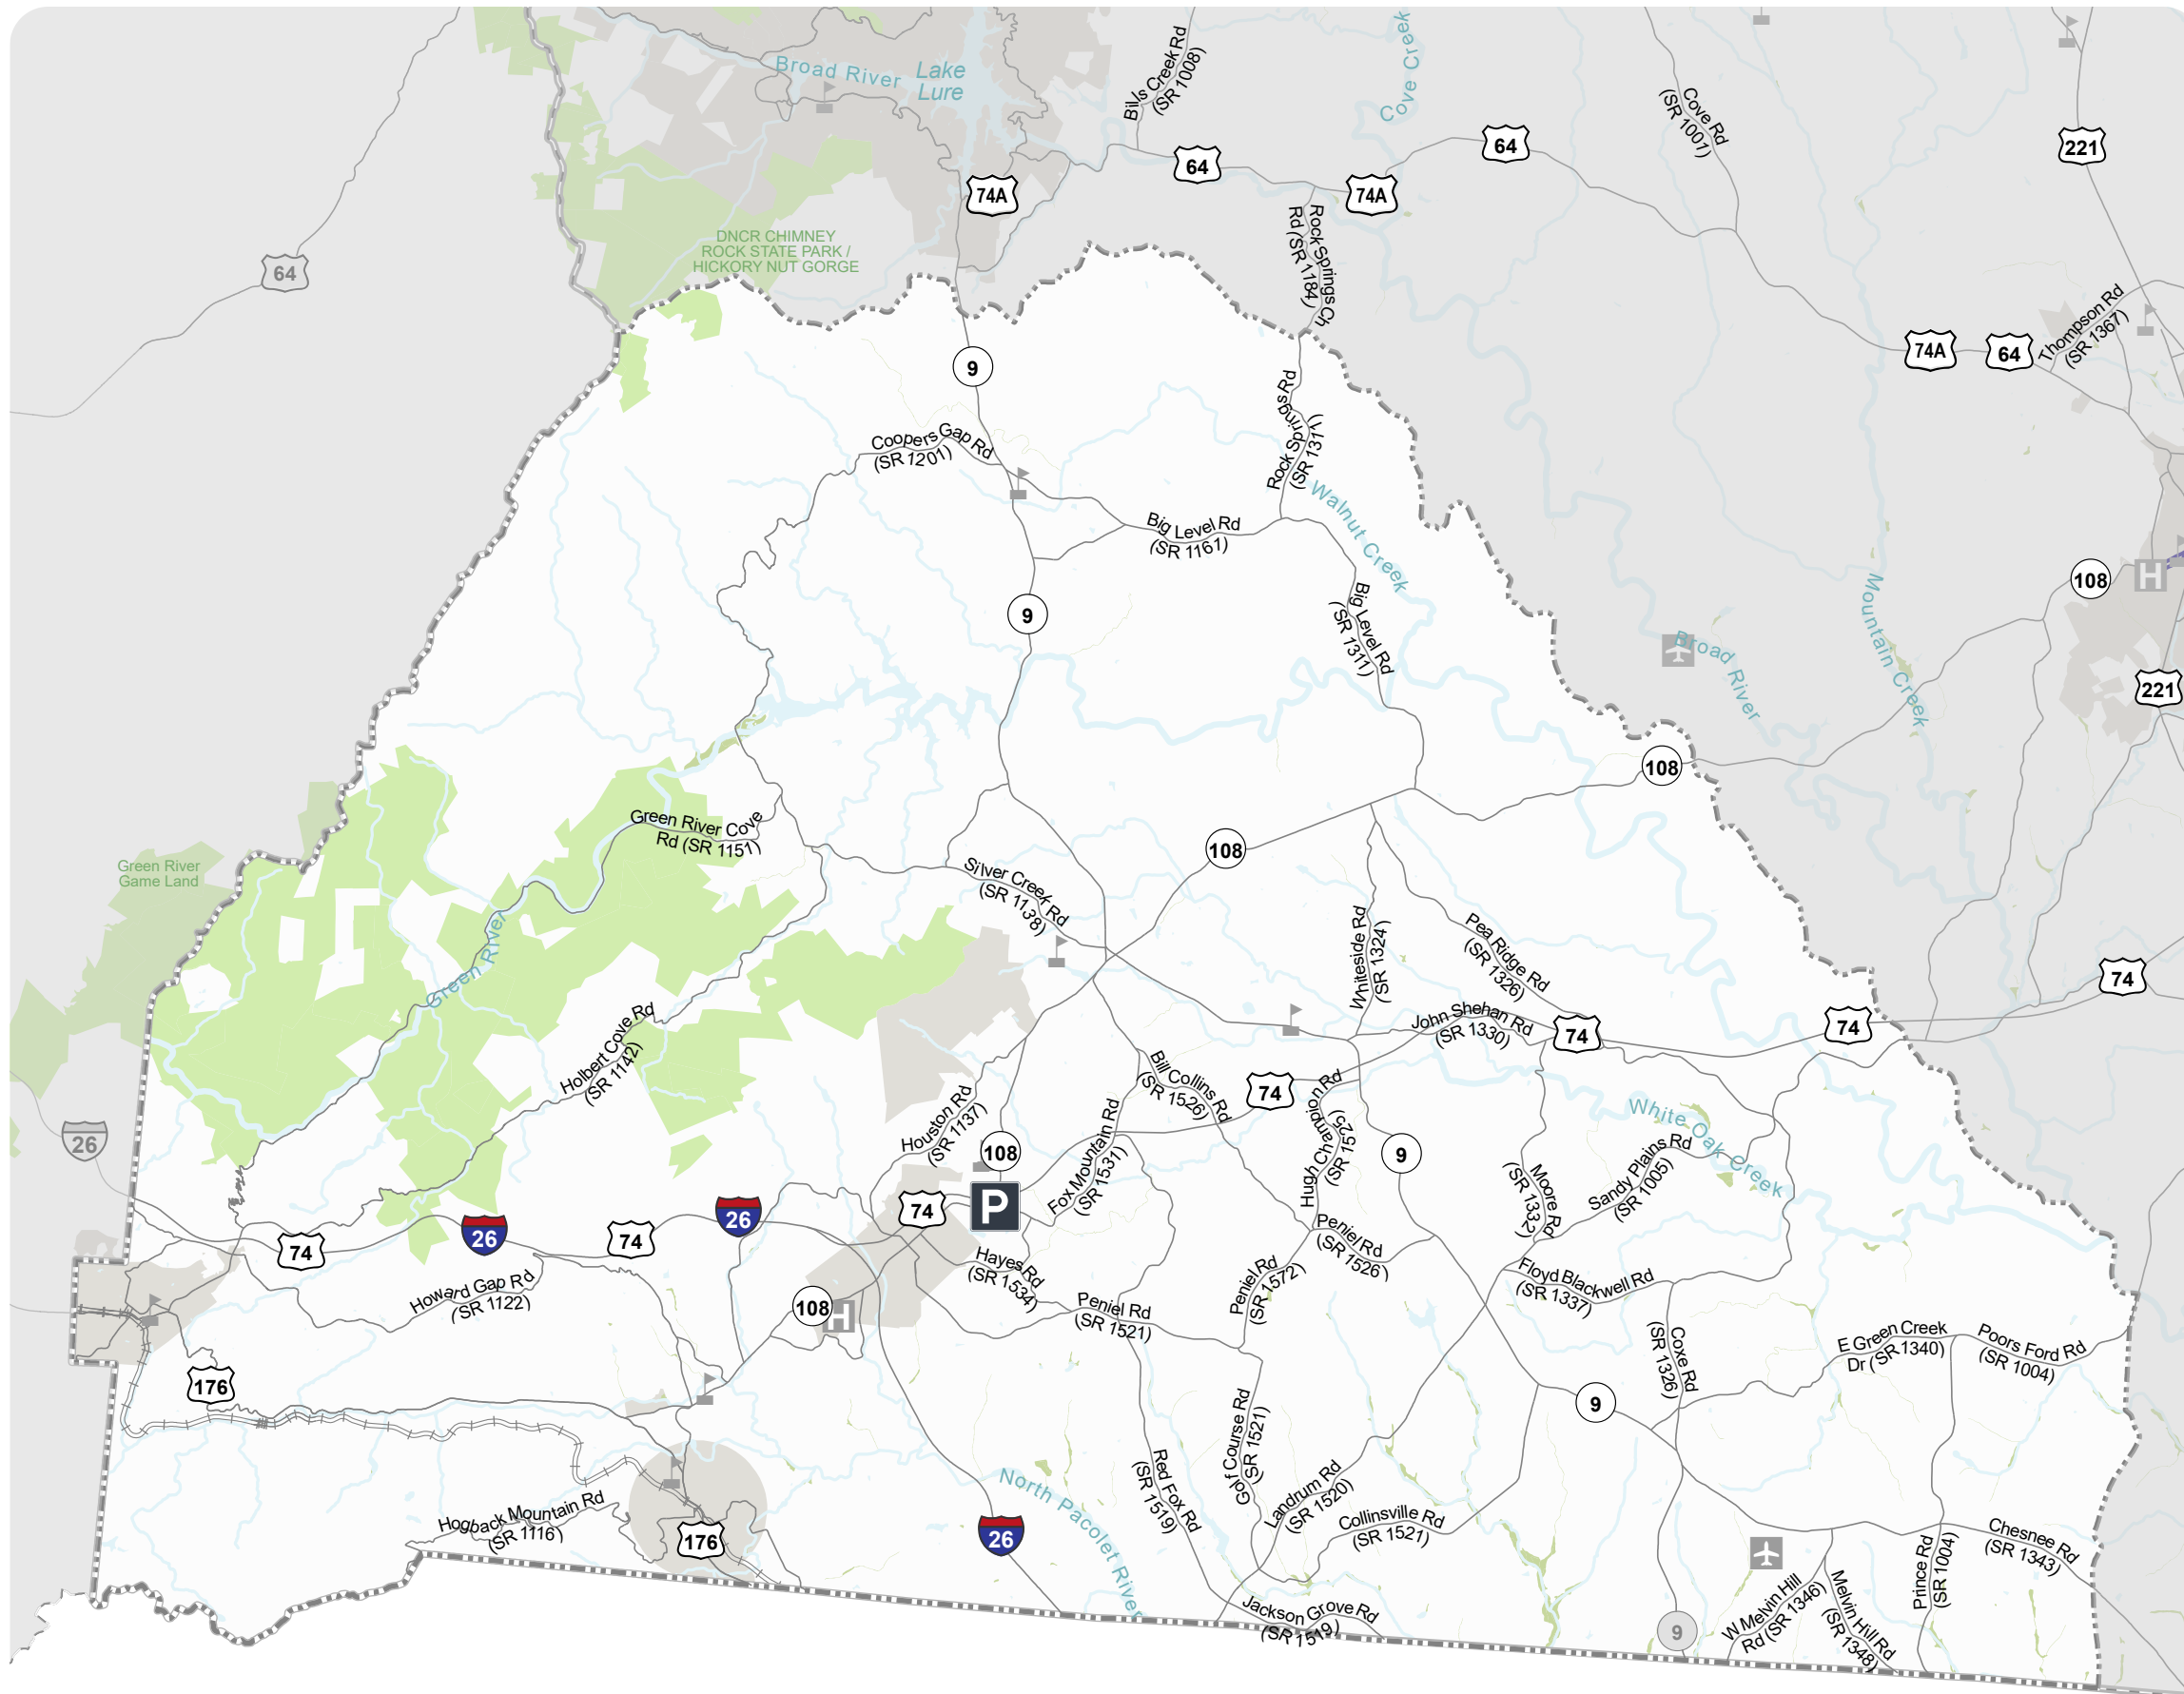 Bills Creek Rd
(SR 1008)
Cove Creek
Broad River
Lake
Lure
Cove Rd
(SR 1001)
64
64
221
74A
74A
Rock Springs Ch
Rd (SR 1184)
DNCR CHIMNEY
ROCK STATE PARK /
HICKORY NUT GORGE
64
Thompson Rd
(SR 1367)
74A
64
9
Rock Springs Rd
(SR 1311)
Coopers Gap Rd
(SR 1201)
Walnut Creek
Big Level Rd
(SR 1161)
108
H
9
Big Level Rd
(SR 1311)
Mountain Creek
Broad River
221
108
Green River Cove
Rd (SR 1151)
108
Green River
Game Land
Silver Creek Rd
(SR 1138)
Whiteside Rd
(SR 1324)
Pea Ridge Rd
(SR 1326)
Green River
74
John Shehan Rd
(SR 1330)
74
74
Holbert Cove Rd
(SR 1142)
Bill Collins Rd
(SR 1526)
74
Hugh Champion Rd
(SR 1525)
White Oak Creek
26
Houston Rd
(SR 1137)
108
Fox Mountain Rd
(SR 1531)
9
Moore Rd
(SR 1332)
Sandy Plains Rd
(SR 1005)
74
P
26
26
74
74
Peniel Rd
(SR 1526)
Hayes Rd
(SR 1534)
Peniel Rd
(SR 1572)
Floyd Blackwell Rd
(SR 1337)
Howard Gap Rd
(SR 1122)
108
H
Peniel Rd
(SR 1521)
Coxe Rd
(SR 1326)
E Green Creek
Dr (SR 1340)
Poors Ford Rd
(SR 1004)
176
9
Golf Course Rd
(SR 1521)
Red Fox Rd
(SR 1519)
Landrum Rd
(SR 1520)
Collinsville Rd
(SR 1521)
North Pacolet River
Hogback Mountain Rd
(SR 1116)
176
26
Chesnee Rd
(SR 1343)
Prince Rd
(SR 1004)
W Melvin Hill
Rd (SR 1346)
Melvin Hill Rd
(SR 1348)
Jackson Grove Rd
(SR 1519)
9